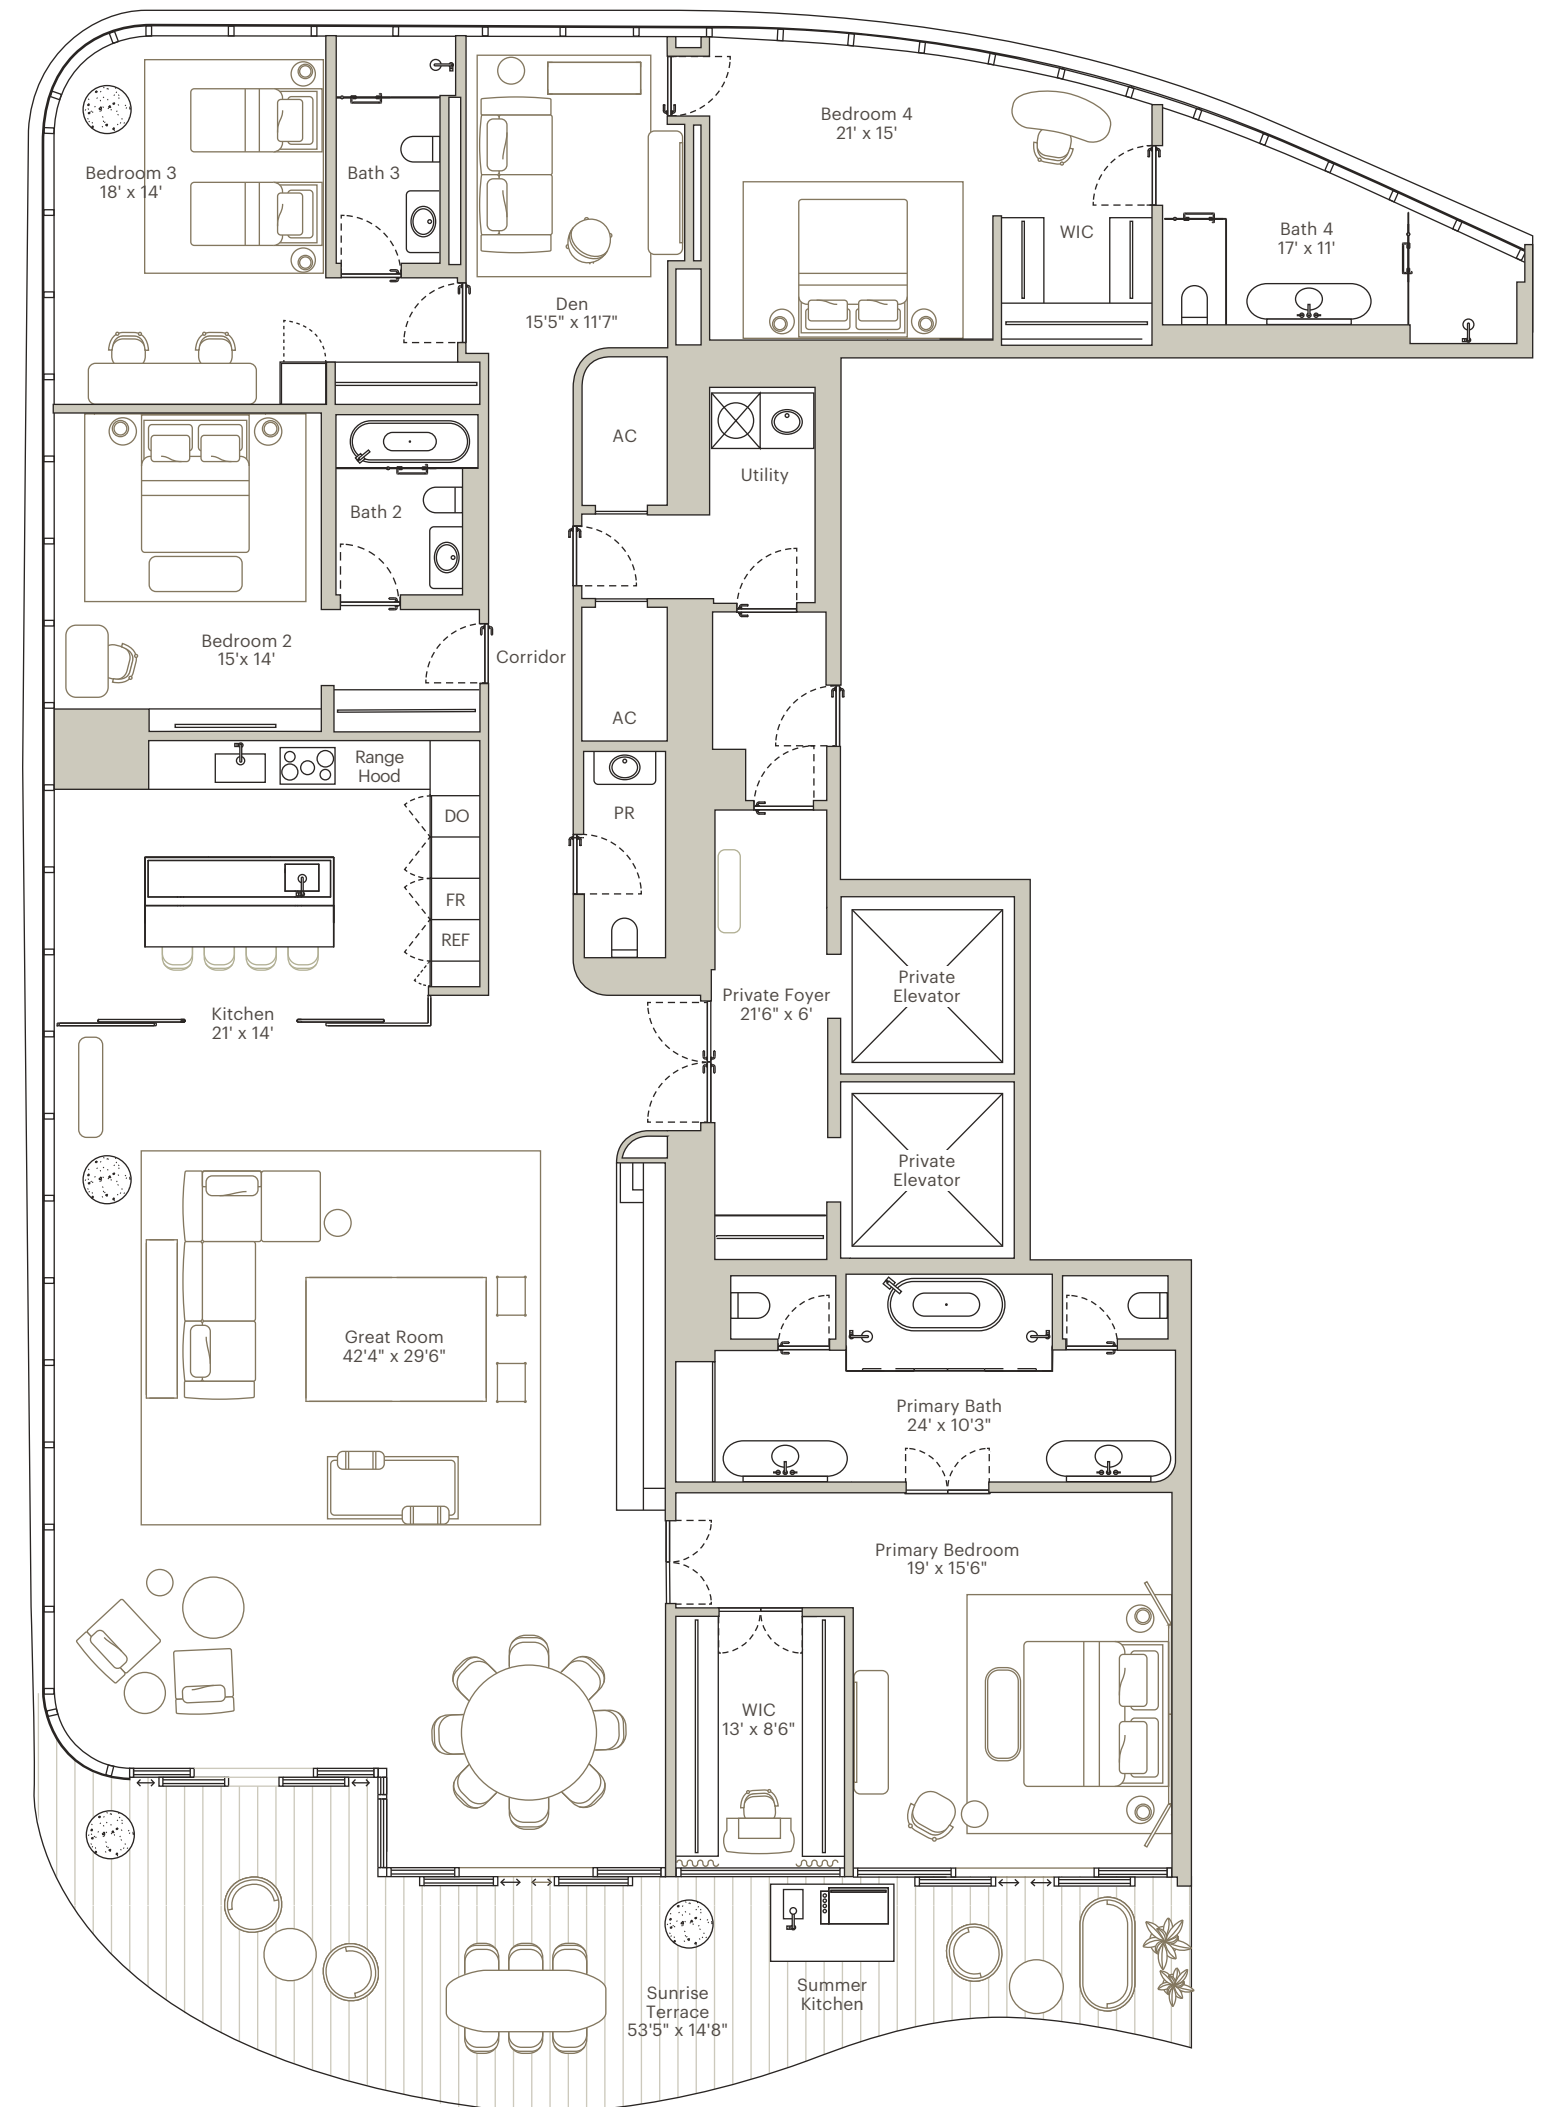 Bedroom 4
21' x 15'
Bedroom 3
18' x 14'
Bath 3
WIC
Bath 4
17' x 11'
Den
15'5" x 11'7"
AC
Utility
Bath 2
Bedroom 2
15'x 14'
Corridor
AC
Range
Hood
DO
PR
FR
REF
Private
Elevator
Private Foyer
21'6" x 6'
Kitchen
21' x 14'
Private
Elevator
Great Room
42'4" x 29'6"
Primary Bath
24' x 10'3"
Primary Bedroom
19' x 15'6"
WIC
13' x 8'6"
Sunrise
Terrace
53'5" x 14'8"
Summer
Kitchen